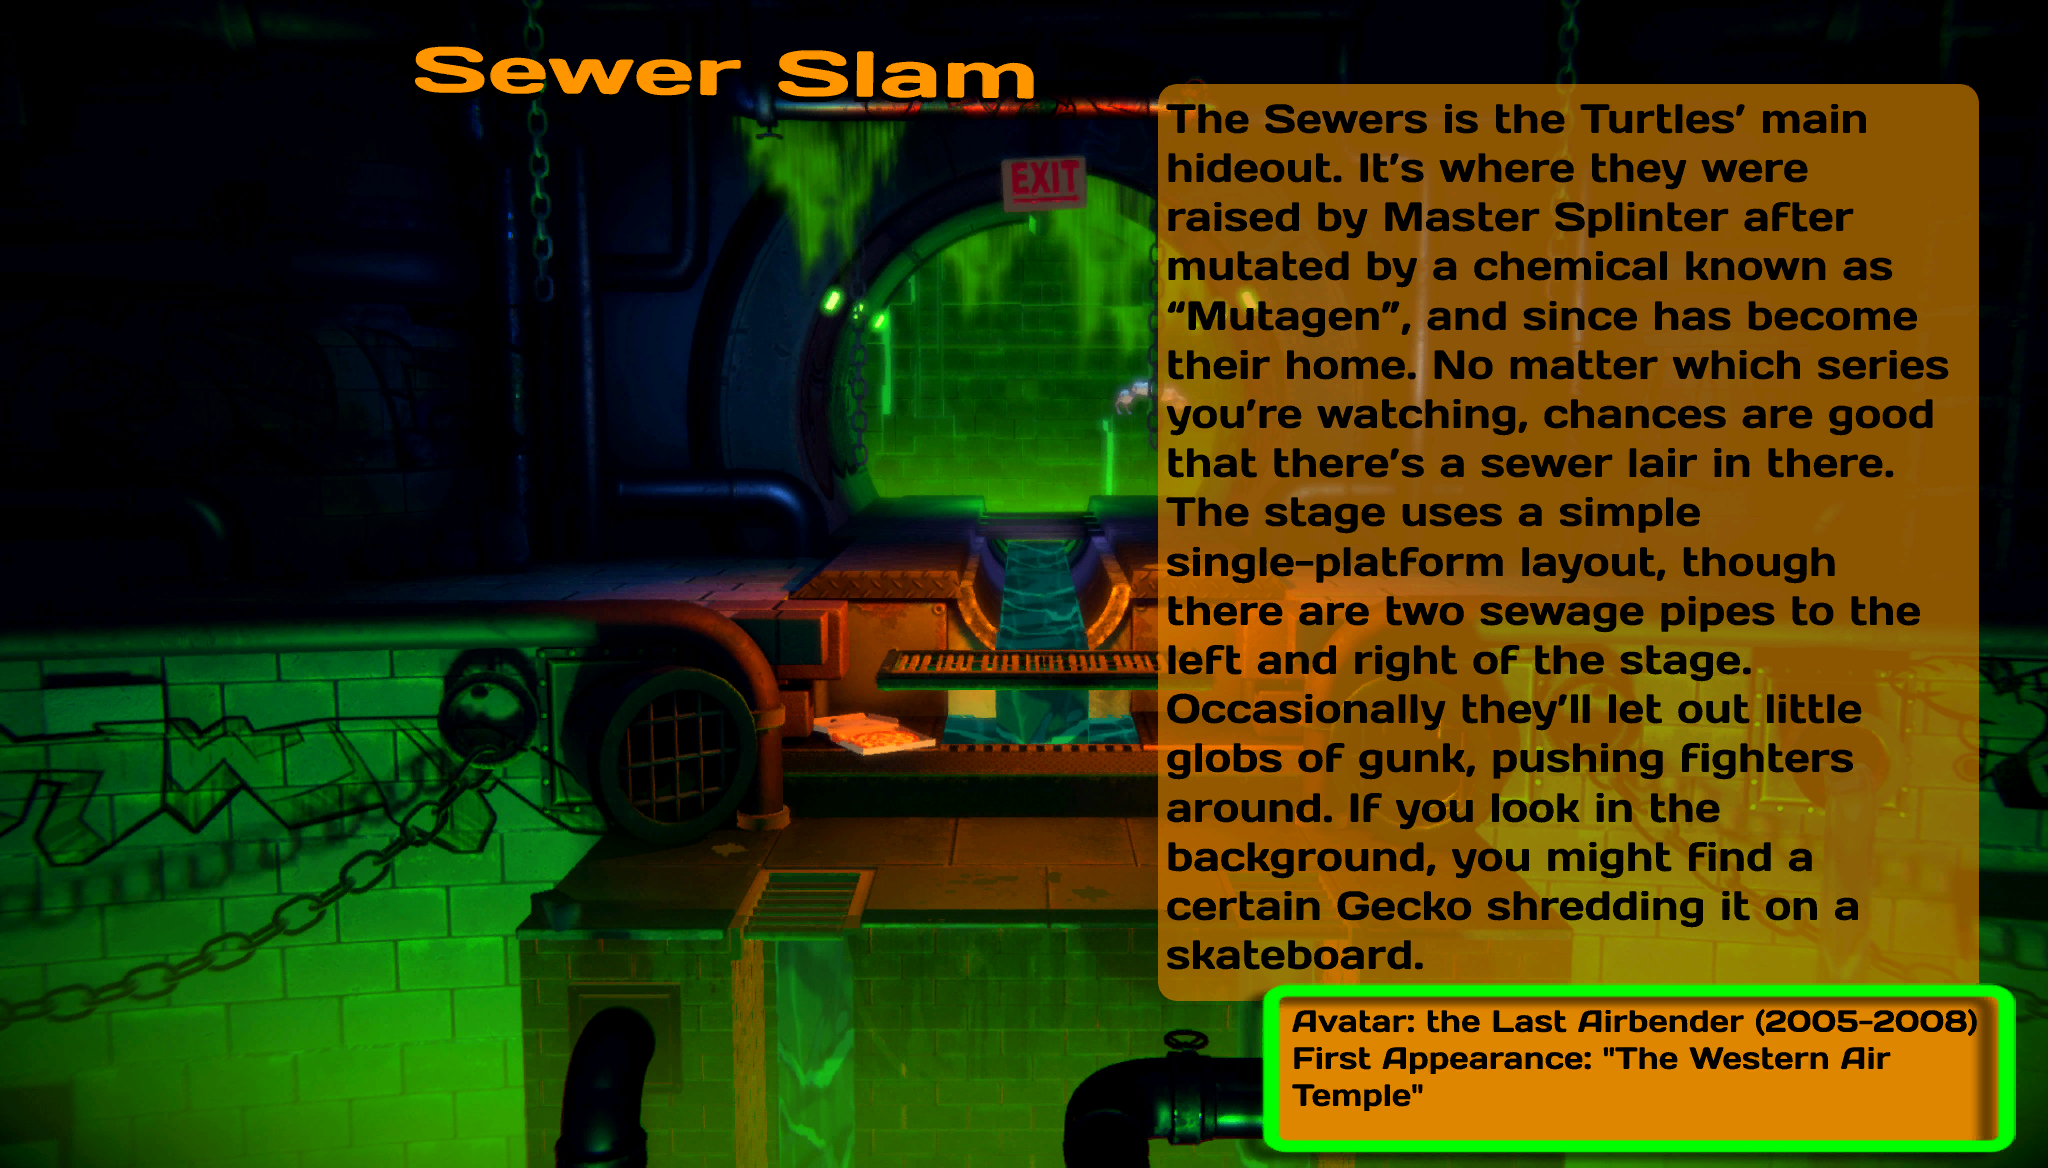 Sewer Slam
EXIT
The Sewers is the Turtles’ main
hideout. It’s where they were
raised by Master Splinter after
mutated by a chemical known as
“Mutagen”, and since has become
their home. No matter which series
you’re watching, chances are good
that there’s a sewer lair in there.
The stage uses a simple
single-platform layout, though
there are two sewage pipes to the
left and right of the stage.
Occasionally they’ll let out little
globs of gunk, pushing fighters
around. If you look in the
background, you might find a
certain Gecko shredding it on a
skateboard.
Avatar: the Last Airbender (2005-2008)
First Appearance: "The Western Air
Temple"